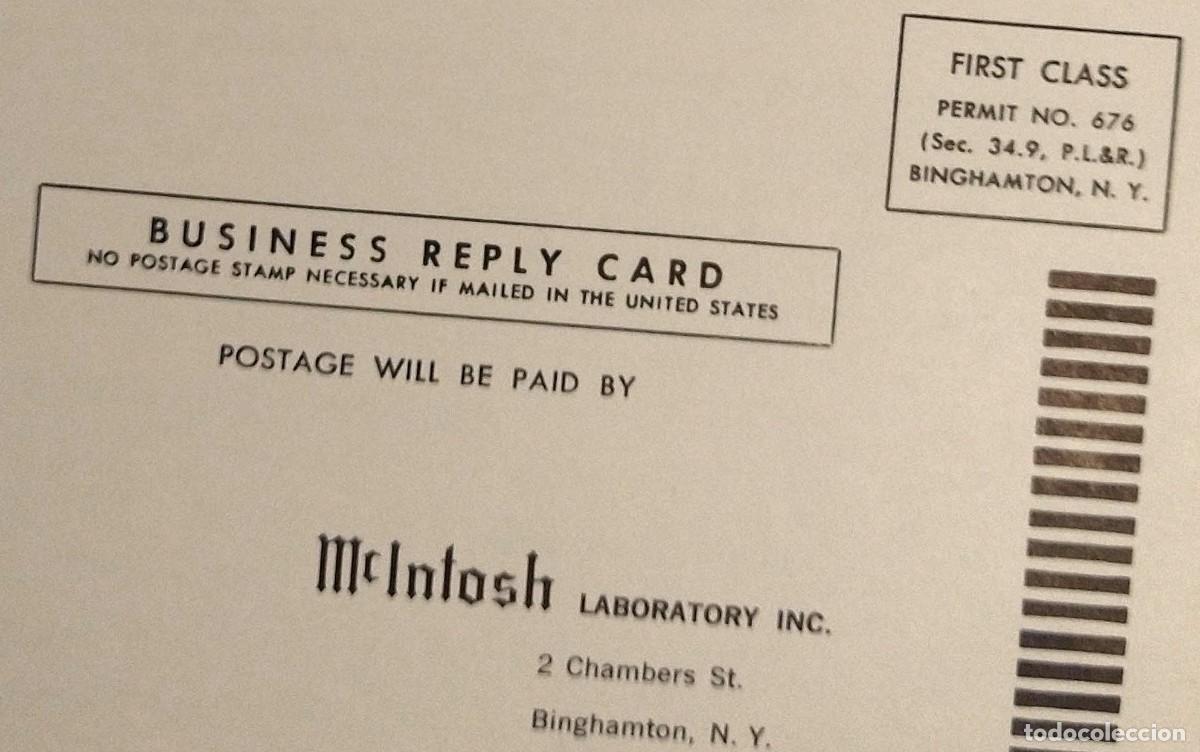 FIRST CLASS
PERMIT NO. 676
(Sec. 34.9, P.L.&R.)
BINGHAMTON, N. Y.
BUSINESS REPLY CARD
NO POSTAGE STAMP NECESSARY IF MAILED IN THE UNITED STATES
POSTAGE WILL BE PAID BY
McIntosh LABORATORY INC.
2 Chambers St.
Binghamton, N. Y.
todocoleccion